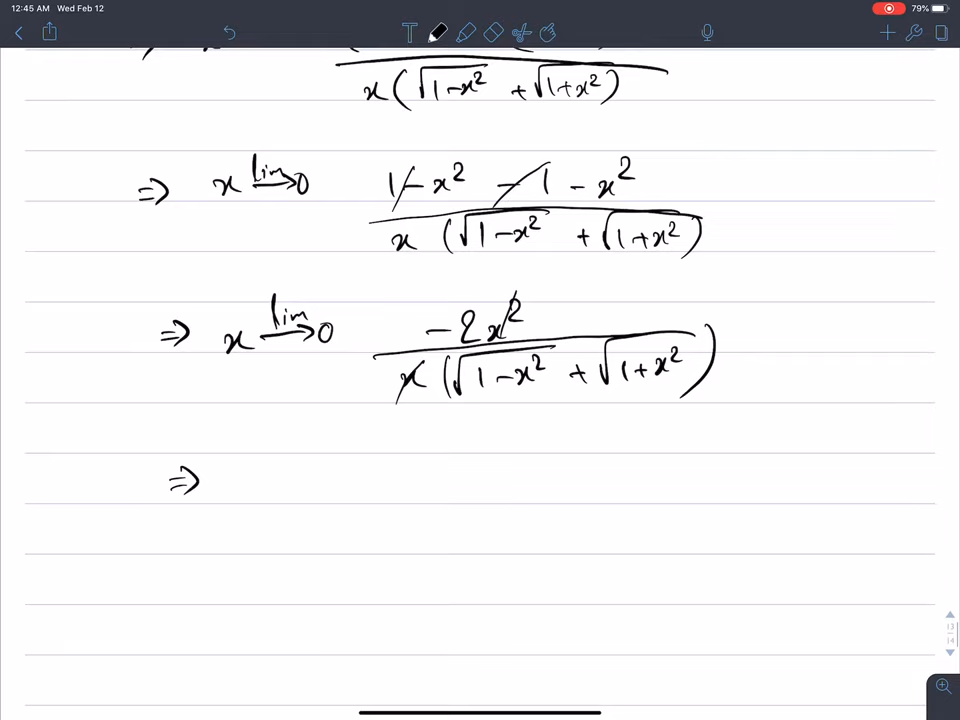 12:45 AM Wed Feb 12 79%
x(√1-x² + √1+x²)
=> x lim→0 1-x² - 1 - x²
x (√1-x² + √1+x²)
=> x lim→0 -2x²
x (√1-x² + √1+x²)
=>